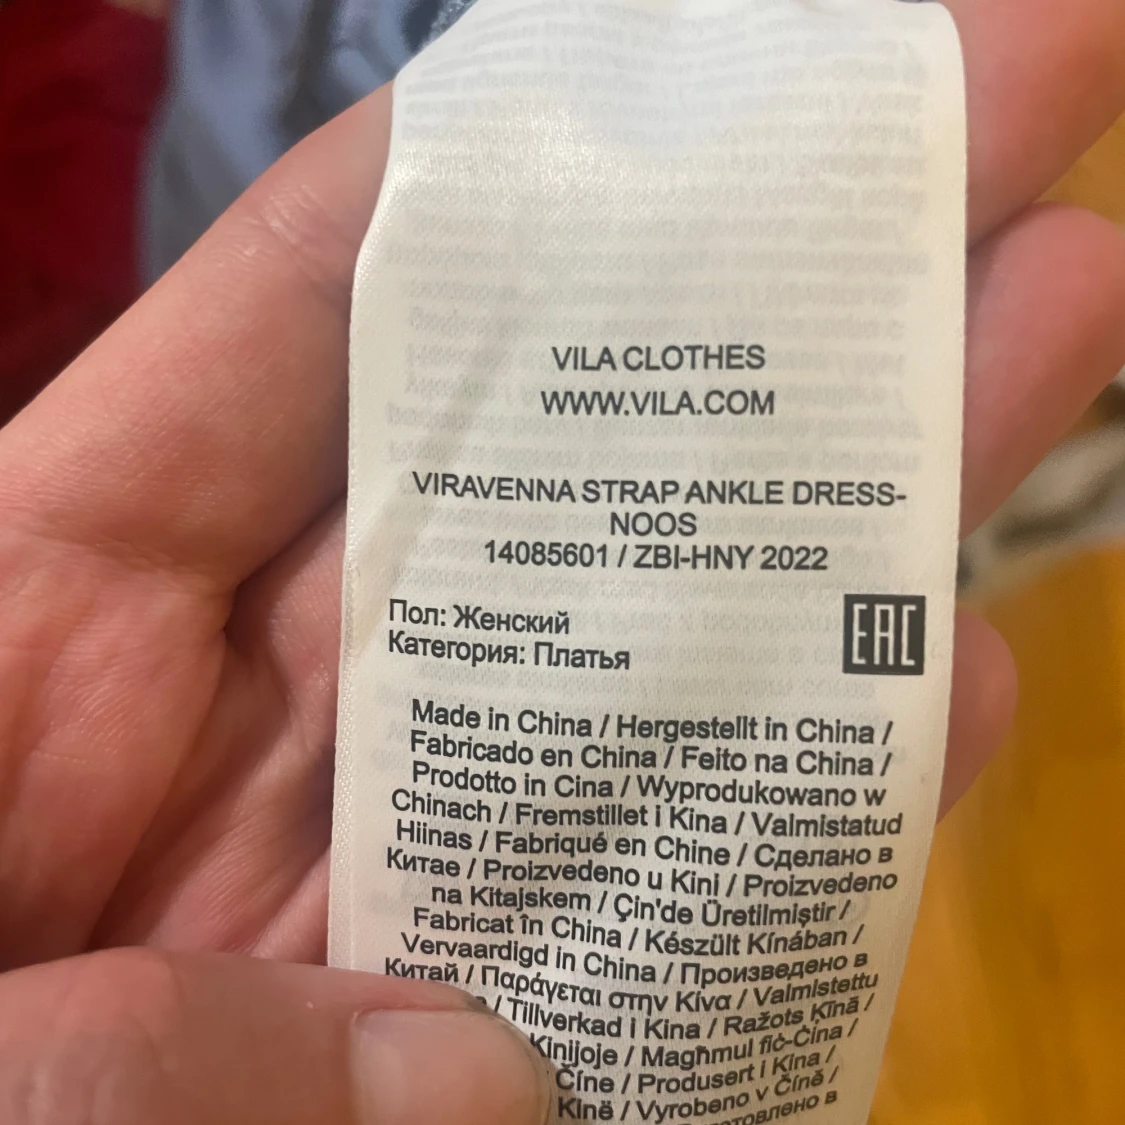 VILA CLOTHES
WWW.VILA.COM
VIRAVENNA STRAP ANKLE DRESS-
NOOS
14085601 / ZBI-HNY 2022
Пол: Женский
Категория: Платья
EAC
Made in China / Hergestellt in China /
Fabricado en China / Feito na China /
Prodotto in Cina / Wyprodukowano w
Chinach / Fremstillet i Kina / Valmistatud
Hiinas / Fabriqué en Chine / Сделано в
Китае / Proizvedeno u Kini / Proizvedeno
na Kitajskem / Çin'de Üretilmiştir /
Fabricat în China / Készült Kínában /
Vervaardigd in China / Произведено в
Китай / Παράγεται στην Κίνα / Valmistettu
/ Tillverkad i Kina / Ražots Ķīnā /
Kinijoje / Magħmul fiċ-Ċina /
Číne / Produsert i Kina /
Kinë / Vyrobeno v Číně /